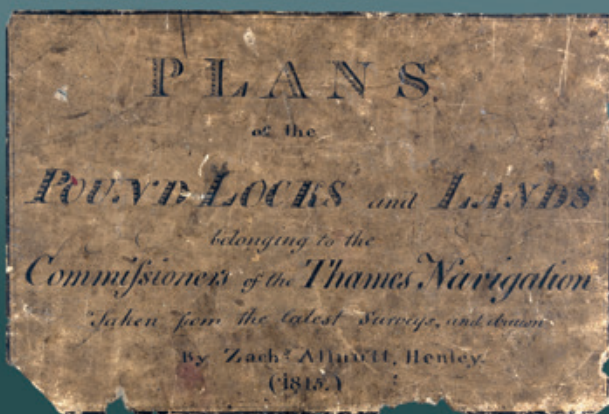 PLANS
of the
POUND LOCKS and LANDS
belonging to the
Commiſsioners of the Thames Navigation
Taken from the latest Surveys, and drawn
By Zachʸ Allnutt, Henley.
(1815.)